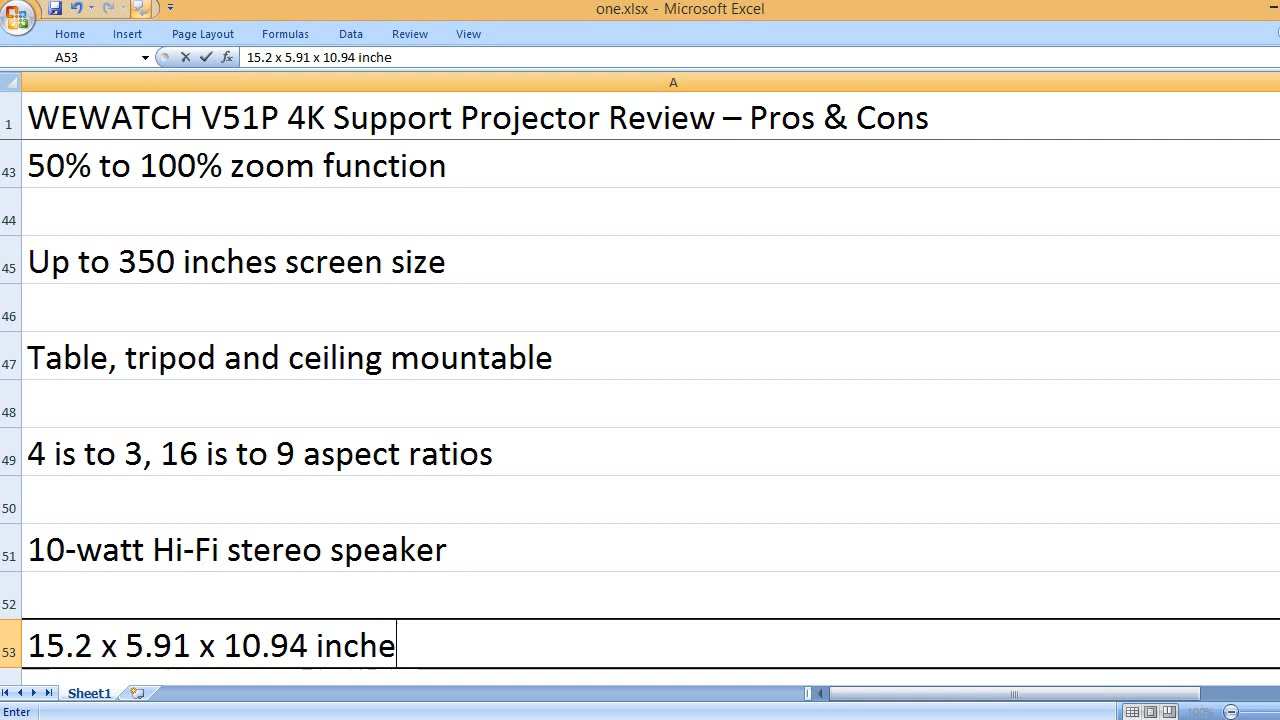 one.xlsx - Microsoft Excel
Home Insert Page Layout Formulas Data Review View
A53 fx 15.2 x 5.91 x 10.94 inche
A
1 WEWATCH V51P 4K Support Projector Review – Pros & Cons
43 50% to 100% zoom function
44
45 Up to 350 inches screen size
46
47 Table, tripod and ceiling mountable
48
49 4 is to 3, 16 is to 9 aspect ratios
50
51 10-watt Hi-Fi stereo speaker
52
53 15.2 x 5.91 x 10.94 inche
Sheet1
Enter 100%